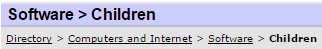 Software > Children
Directory > Computers and Internet > Software > Children